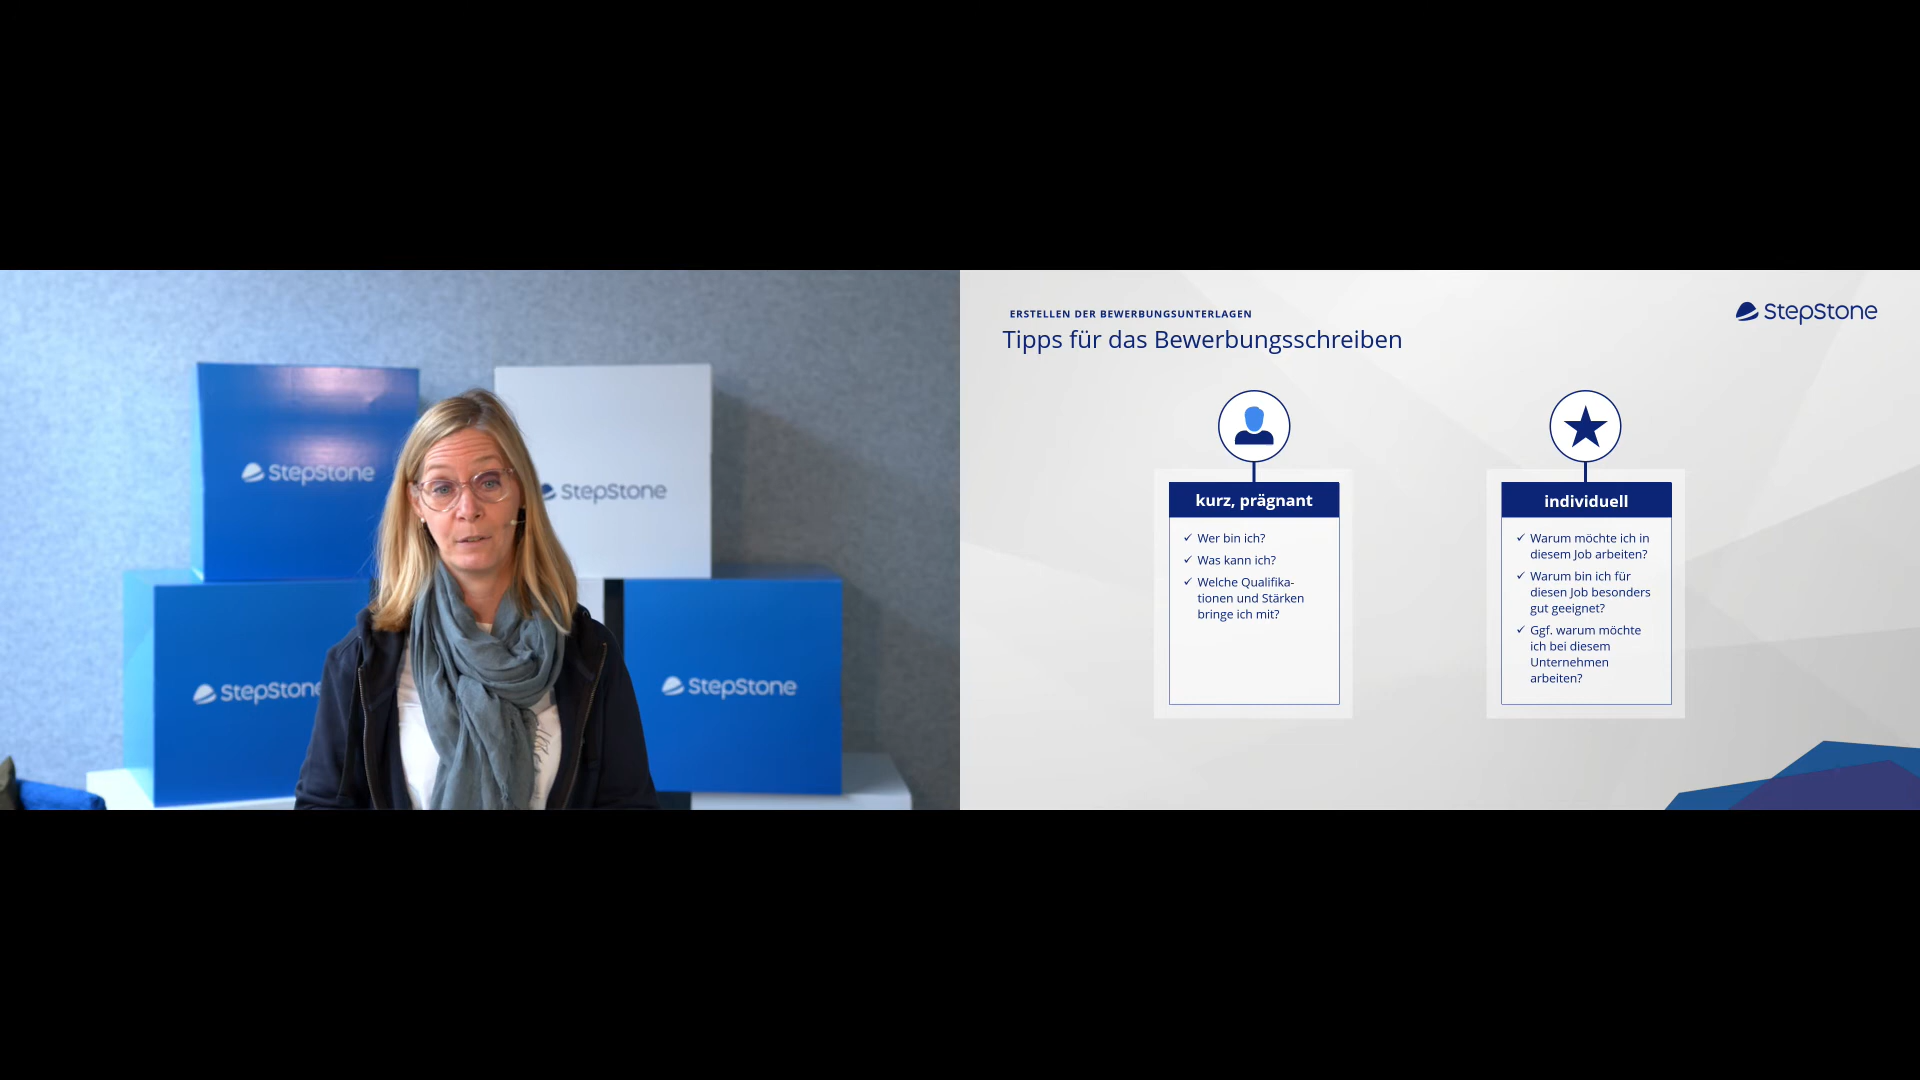 StepStone
StepStone
StepStone
StepStone
ERSTELLEN DER BEWERBUNGSUNTERLAGEN
Tipps für das Bewerbungsschreiben
StepStone
kurz, prägnant
✓ Wer bin ich?
✓ Was kann ich?
✓ Welche Qualifika-
tionen und Stärken
bringe ich mit?
individuell
✓ Warum möchte ich in
diesem Job arbeiten?
✓ Warum bin ich für
diesen Job besonders
gut geeignet?
✓ Ggf. warum möchte
ich bei diesem
Unternehmen
arbeiten?